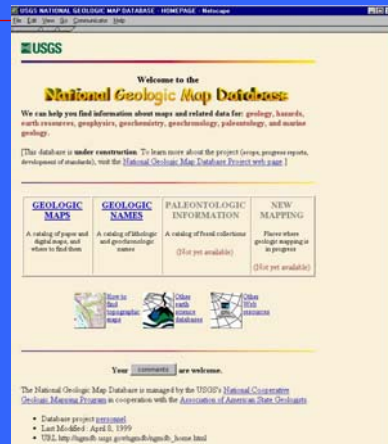 USGS NATIONAL GEOLOGIC MAP DATABASE - HOMEPAGE - Netscape
File Edit View Go Communicator Help
USGS
Welcome to the
National Geologic Map Database
We can help you find information about maps and related data for: geology, hazards,
earth resources, geophysics, geochemistry, geochronology, paleontology, and marine
geology.
[This database is under construction. To learn more about the project (scope, progress reports,
development of standards), visit the National Geologic Map Database Project web page.]
GEOLOGIC MAPS
A catalog of paper and
digital maps, and
where to find them
GEOLOGIC NAMES
A catalog of lithologic
and geochronologic
names
PALEONTOLOGIC INFORMATION
A catalog of fossil collections
(Not yet available)
NEW MAPPING
Places where
geologic mapping is
in progress
(Not yet available)
How to
find
topographic
maps
Other
earth
science
databases
Other
Web
resources
Your comments are welcome.
The National Geologic Map Database is managed by the USGS's National Cooperative
Geologic Mapping Program in cooperation with the Association of American State Geologists
Database project personnel.
Last Modified: April 8, 1999
URL http://ngmdb.usgs.gov/ngmdb/ngmdb_home.html